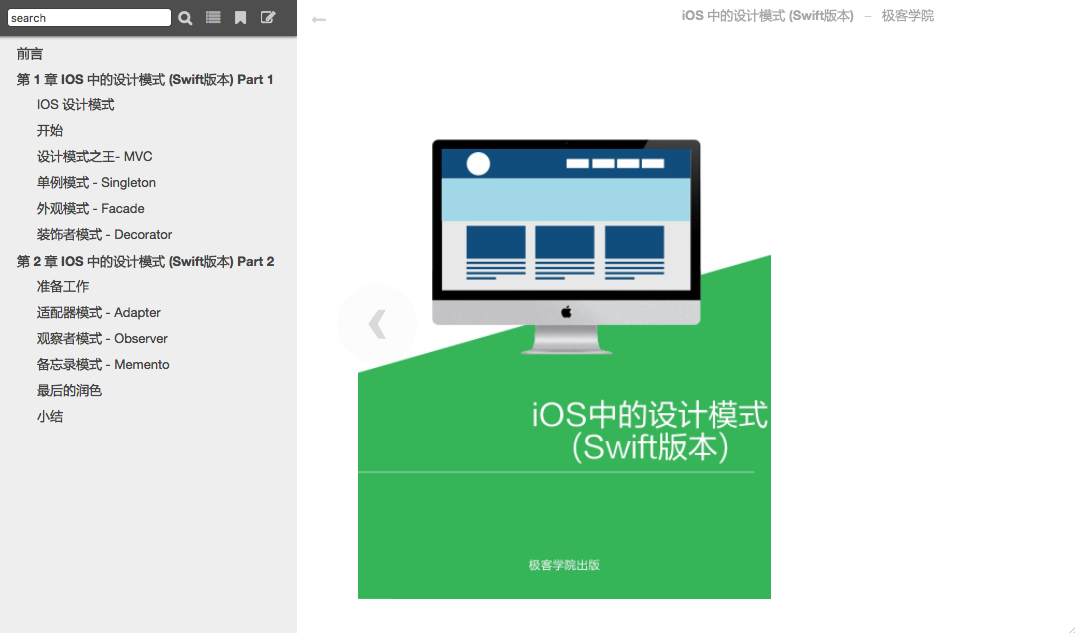 search
iOS 中的设计模式 (Swift版本) – 极客学院
前言
第 1 章 IOS 中的设计模式 (Swift版本) Part 1
IOS 设计模式
开始
设计模式之王- MVC
单例模式 - Singleton
外观模式 - Facade
装饰者模式 - Decorator
第 2 章 IOS 中的设计模式 (Swift版本) Part 2
准备工作
适配器模式 - Adapter
观察者模式 - Observer
备忘录模式 - Memento
最后的润色
小结
iOS中的设计模式
(Swift版本)
极客学院出版